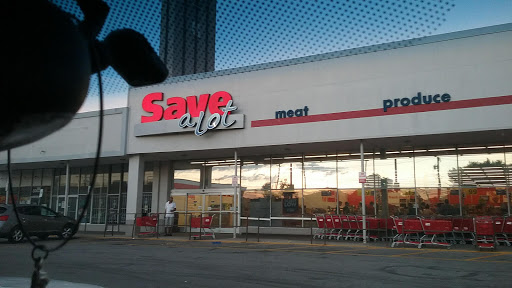 Save
a lot
meat
produce